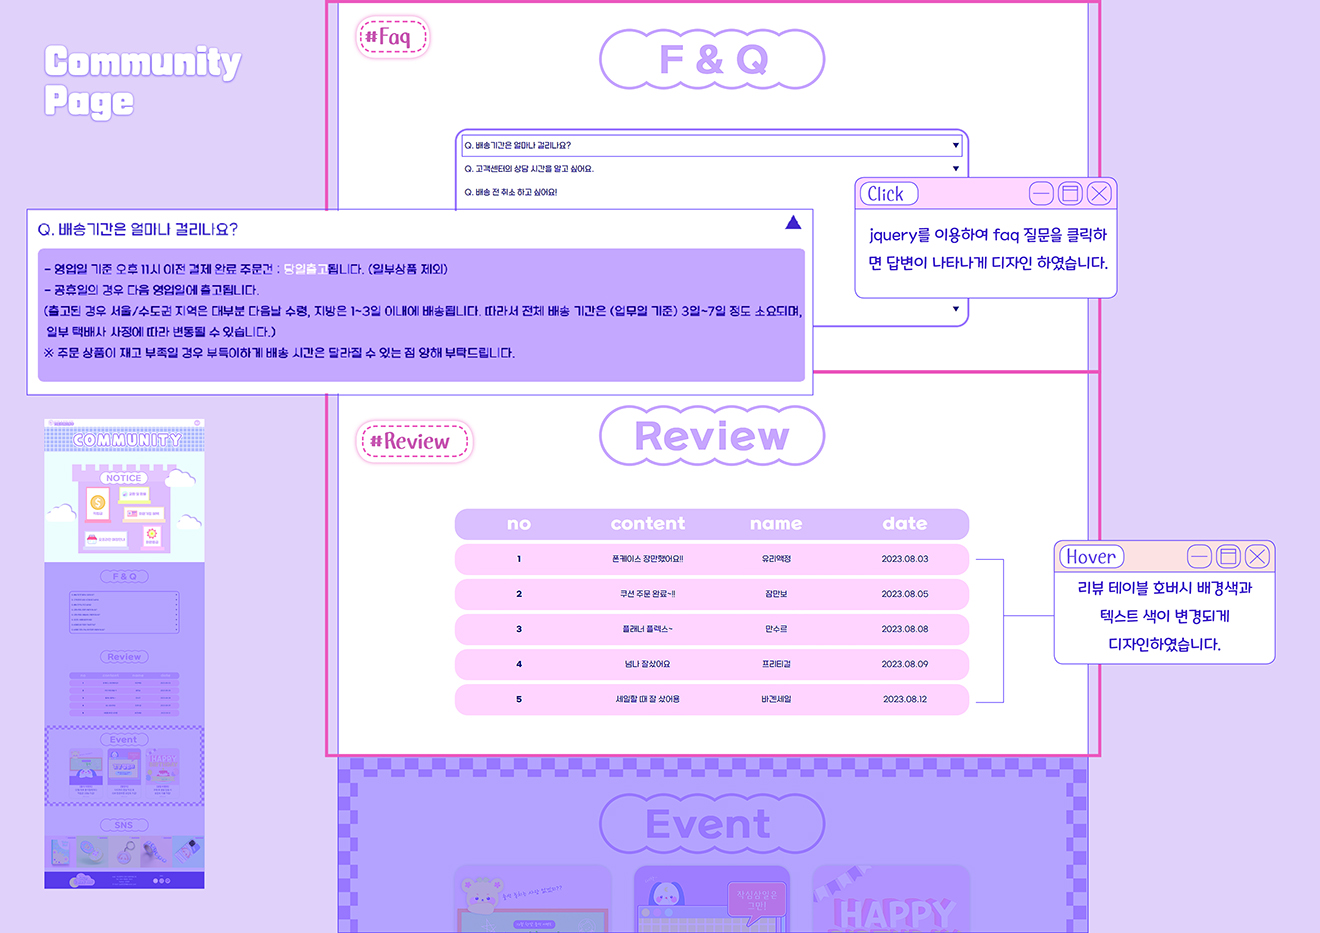 Community
Page
#Faq
F & Q
Q. 배송기간은 얼마나 걸리나요?
Q. 고객센터의 상담 시간을 알고 싶어요.
Q. 배송 전 취소 하고 싶어요!
Click
jquery를 이용하여 faq 질문을 클릭하
면 답변이 나타나게 디자인 하였습니다.
Q. 배송기간은 얼마나 걸리나요?
- 영업일 기준 오후 11시 이전 결제 완료 주문건 : 당일출고됩니다. (일부상품 제외)
- 공휴일의 경우 다음 영업일에 출고됩니다.
(출고된 경우 서울/수도권 지역은 대부분 다음날 수령, 지방은 1~3일 이내에 배송됩니다. 따라서 전체 배송 기간은 (업무일 기준) 3일~7일 정도 소요되며,
일부 택배사 사정에 따라 변동될 수 있습니다.)
※ 주문 상품이 재고 부족일 경우 부득이하게 배송 시간은 달라질 수 있는 점 양해 부탁드립니다.
#Review
Review
no content name date
1 폰케이스 장만했어요!! 유리액정 2023.08.03
2 쿠션 주문 완료~!! 잠만보 2023.08.05
3 플래너 플렉스~ 만수르 2023.08.08
4 넘나 잘샀어요 프리티걸 2023.08.09
5 세일할 때 잘 샀어용 바겐세일 2023.08.12
Hover
리뷰 테이블 호버시 배경색과
텍스트 색이 변경되게
디자인하였습니다.
COMMUNITY
NOTICE
F & Q
Review
Event
SNS
Event
작심삼일은
그만!
HAPPY